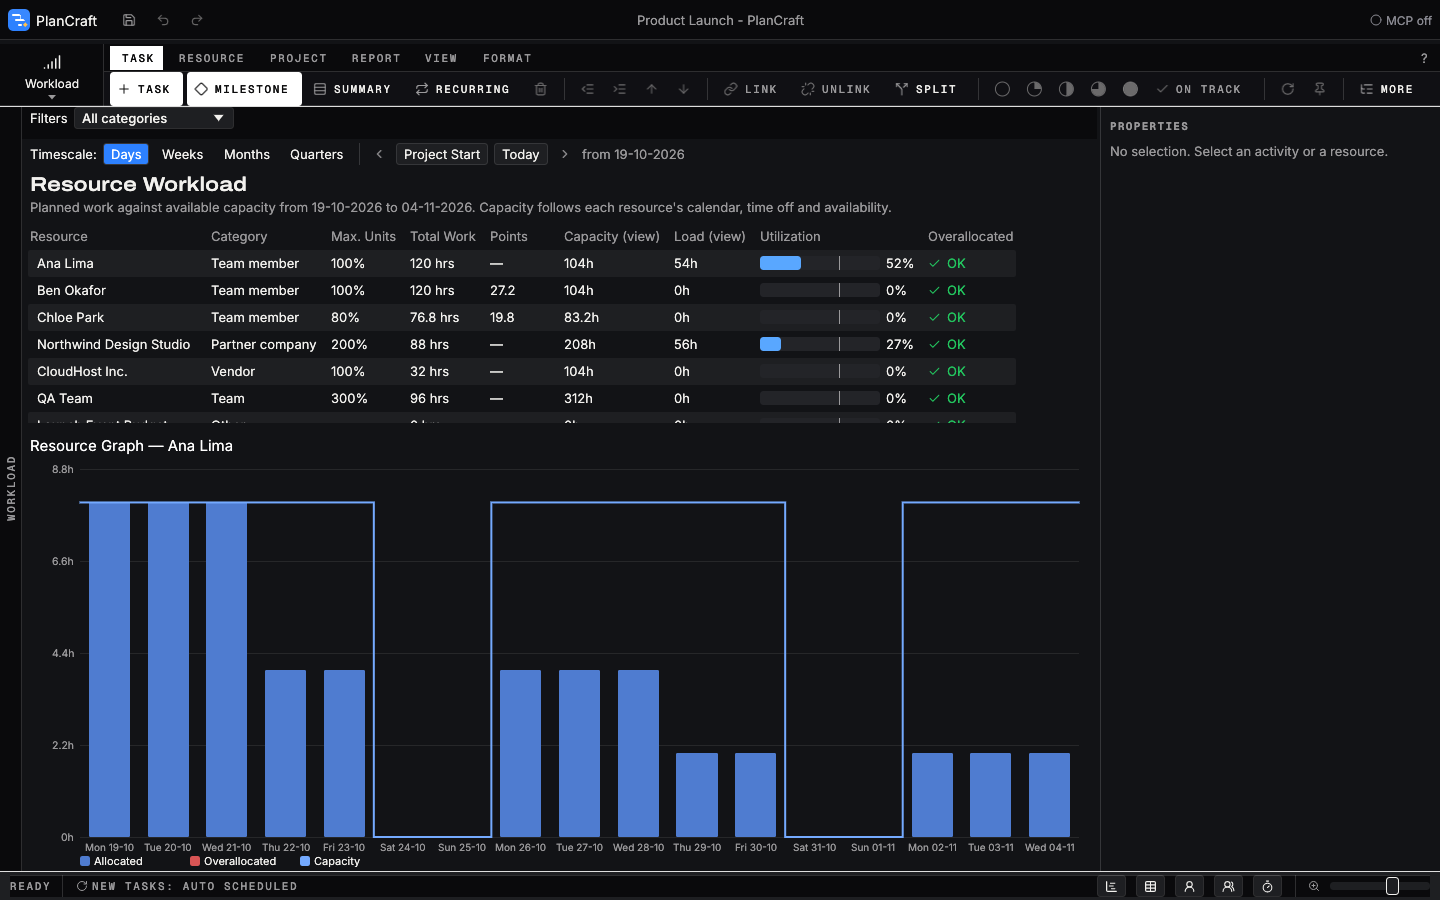 PlanCraft
Product Launch - PlanCraft
MCP off
Workload
TASK RESOURCE PROJECT REPORT VIEW FORMAT
?
TASK MILESTONE SUMMARY RECURRING LINK UNLINK SPLIT ON TRACK MORE
Filters All categories
Timescale: Days Weeks Months Quarters Project Start Today from 19-10-2026
Resource Workload
Planned work against available capacity from 19-10-2026 to 04-11-2026. Capacity follows each resource's calendar, time off and availability.
Resource Category Max. Units Total Work Points Capacity (view) Load (view) Utilization Overallocated
Ana Lima Team member 100% 120 hrs — 104h 54h 52% OK
Ben Okafor Team member 100% 120 hrs 27.2 104h 0h 0% OK
Chloe Park Team member 80% 76.8 hrs 19.8 83.2h 0h 0% OK
Northwind Design Studio Partner company 200% 88 hrs — 208h 56h 27% OK
CloudHost Inc. Vendor 100% 32 hrs — 104h 0h 0% OK
QA Team Team 300% 96 hrs — 312h 0h 0% OK
Resource Graph — Ana Lima
8.8h
6.6h
4.4h
2.2h
0h
Mon 19-10 Tue 20-10 Wed 21-10 Thu 22-10 Fri 23-10 Sat 24-10 Sun 25-10 Mon 26-10 Tue 27-10 Wed 28-10 Thu 29-10 Fri 30-10 Sat 31-10 Sun 01-11 Mon 02-11 Tue 03-11 Wed 04-11
Allocated Overallocated Capacity
WORKLOAD
PROPERTIES
No selection. Select an activity or a resource.
READY NEW TASKS: AUTO SCHEDULED